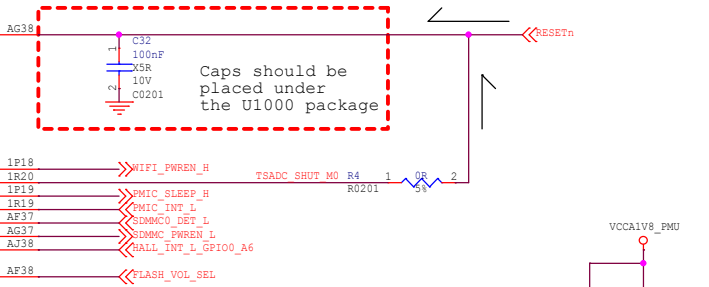 AG38
RESETn
C32
1
100nF
X5R
10V
2
C0201
Caps should be
placed under
the U1000 package
1P18
WIFI_PWREN_H
1R20
TSADC_SHUT_M0 R4 1 0R 2
R0201 5%
1P19
PMIC_SLEEP_H
1R19
PMIC_INT_L
AF37
SDMMC0_DET_L
AG37
SDMMC_PWREN_L
AJ38
HALL_INT_L_GPIO0_A6
VCCA1V8_PMU
AF38
FLASH_VOL_SEL